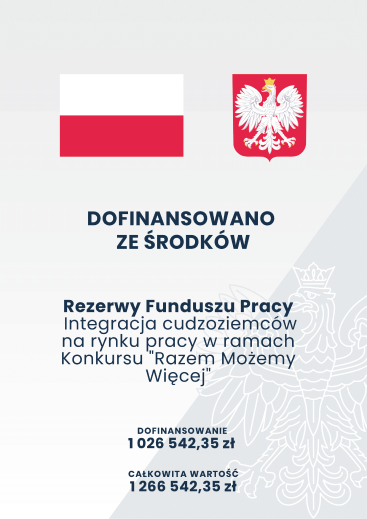 DOFINANSOWANO
ZE ŚRODKÓW
Rezerwy Funduszu Pracy
Integracja cudzoziemców
na rynku pracy w ramach
Konkursu "Razem Możemy
Więcej"
DOFINANSOWANIE
1 026 542,35 zł
CAŁKOWITA WARTOŚĆ
1 266 542,35 zł